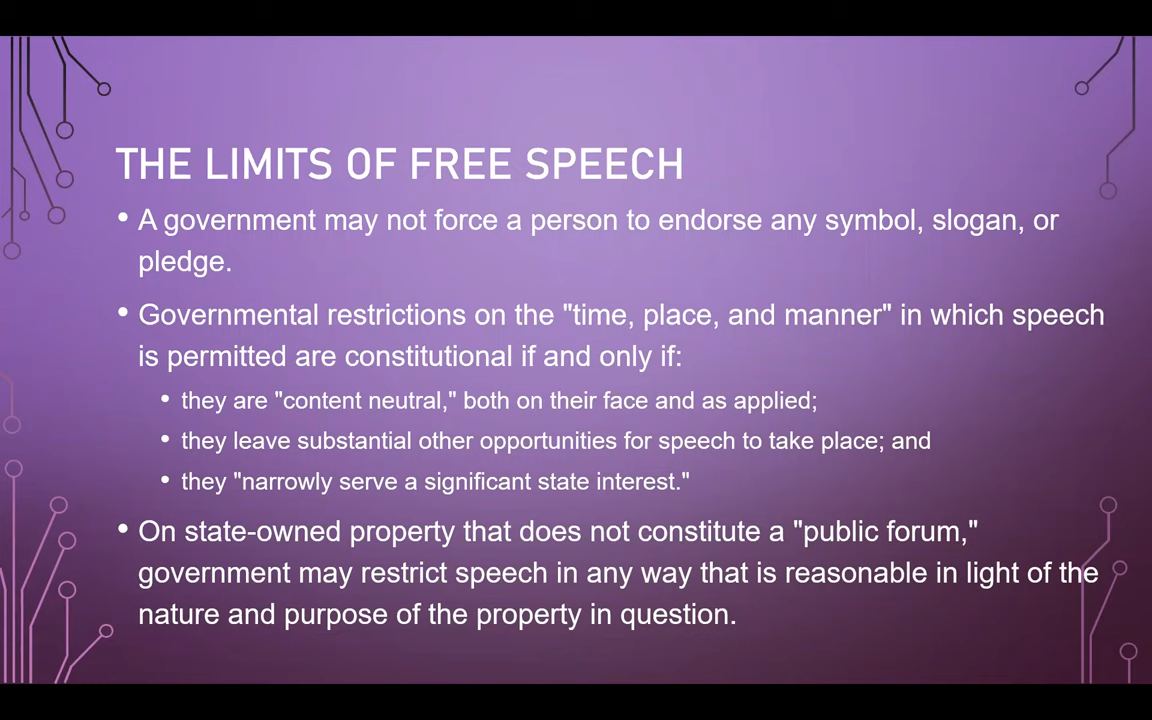 THE LIMITS OF FREE SPEECH
• A government may not force a person to endorse any symbol, slogan, or
pledge.
• Governmental restrictions on the "time, place, and manner" in which speech
is permitted are constitutional if and only if:
• they are "content neutral," both on their face and as applied;
• they leave substantial other opportunities for speech to take place; and
• they "narrowly serve a significant state interest."
• On state-owned property that does not constitute a "public forum,"
government may restrict speech in any way that is reasonable in light of the
nature and purpose of the property in question.